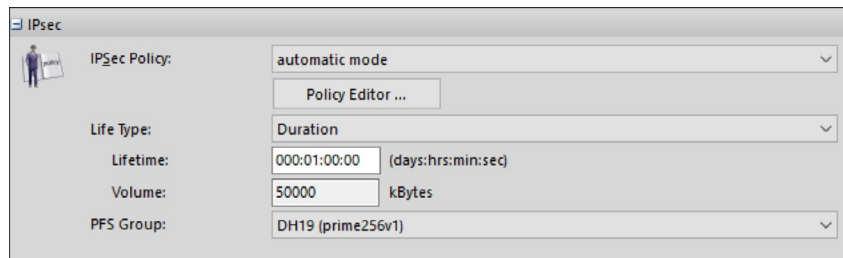 IPsec
policy
IPSec Policy: automatic mode
Policy Editor ...
Life Type: Duration
Lifetime: 000:01:00:00 (days:hrs:min:sec)
Volume: 50000 kBytes
PFS Group: DH19 (prime256v1)